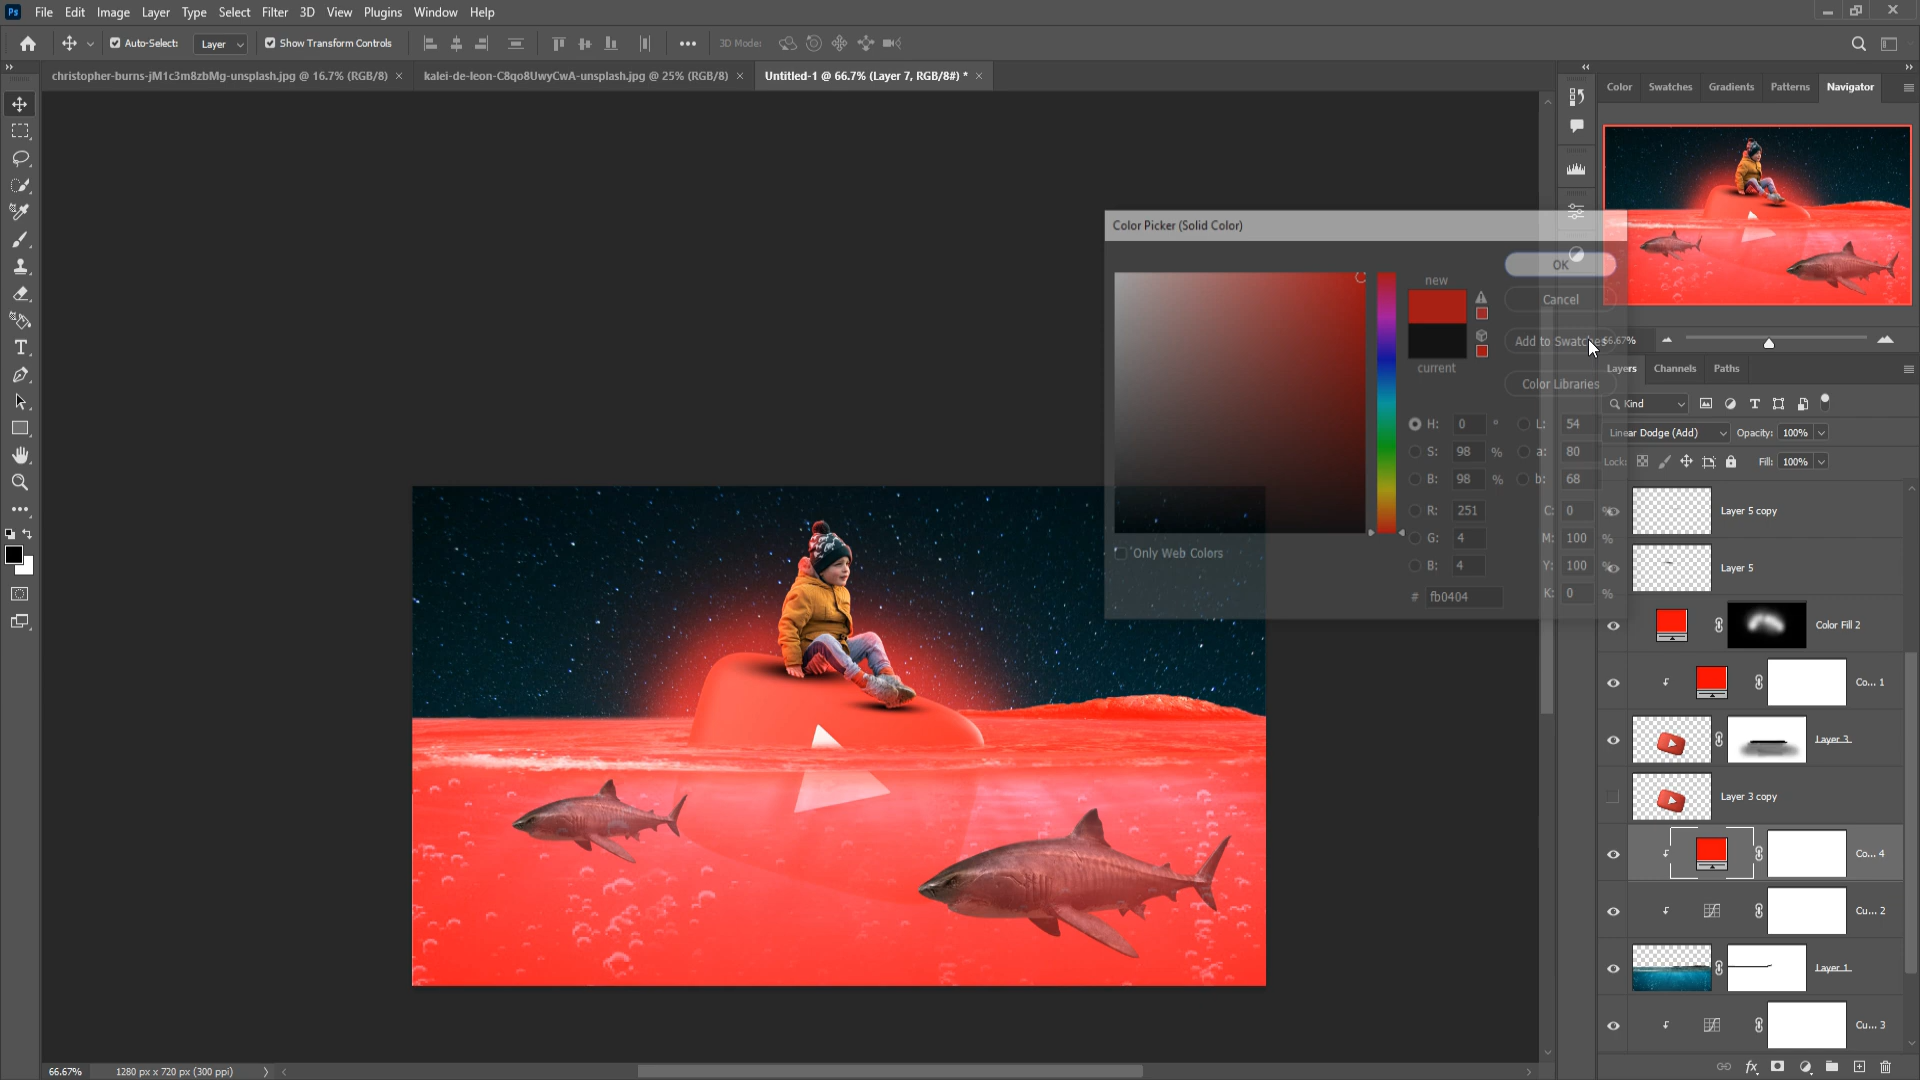 Ps File Edit Image Layer Type Select Filter 3D View Plugins Window Help
Auto-Select: Layer Show Transform Controls 3D Mode:
christopher-burns-jM1c3m8zbMg-unsplash.jpg @ 16.7% (RGB/8) × kalei-de-leon-C8qo8UwyCwA-unsplash.jpg @ 25% (RGB/8) × Untitled-1 @ 66.7% (Layer 7, RGB/8#) * ×
Color Swatches Gradients Patterns Navigator
Color Picker (Solid Color)
OK
new
Cancel
Add to Swatches
66.67%
current
Color Libraries
H: 0 ° L: 54
S: 98 % a: 80
B: 98 % b: 68
R: 251 C: 0 %
G: 4 M: 100 %
B: 4 Y: 100 %
# fb0404 K: 0 %
Only Web Colors
Layers Channels Paths
Kind
Linear Dodge (Add) Opacity: 100%
Lock: Fill: 100%
Layer 5 copy
Layer 5
Color Fill 2
Co... 1
Layer 3
Layer 3 copy
Co... 4
Cu... 2
Layer 1
Cu... 3
fx
66.67% 1280 px x 720 px (300 ppi)